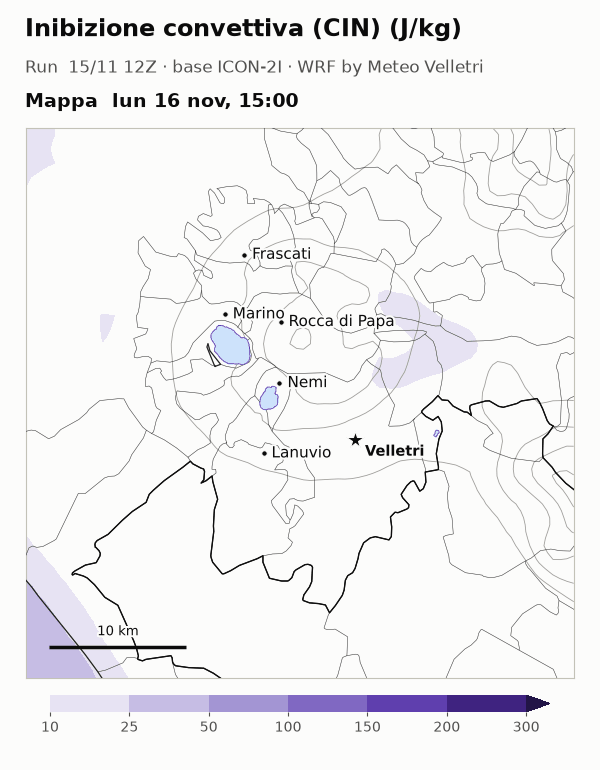 Inibizione convettiva (CIN) (J/kg)
Run  15/11 12Z · base ICON-2I · WRF by Meteo Velletri
Mappa  lun 16 nov, 15:00
Frascati
Marino
Rocca di Papa
Nemi
Velletri
Lanuvio
10 km
10 25 50 100 150 200 300